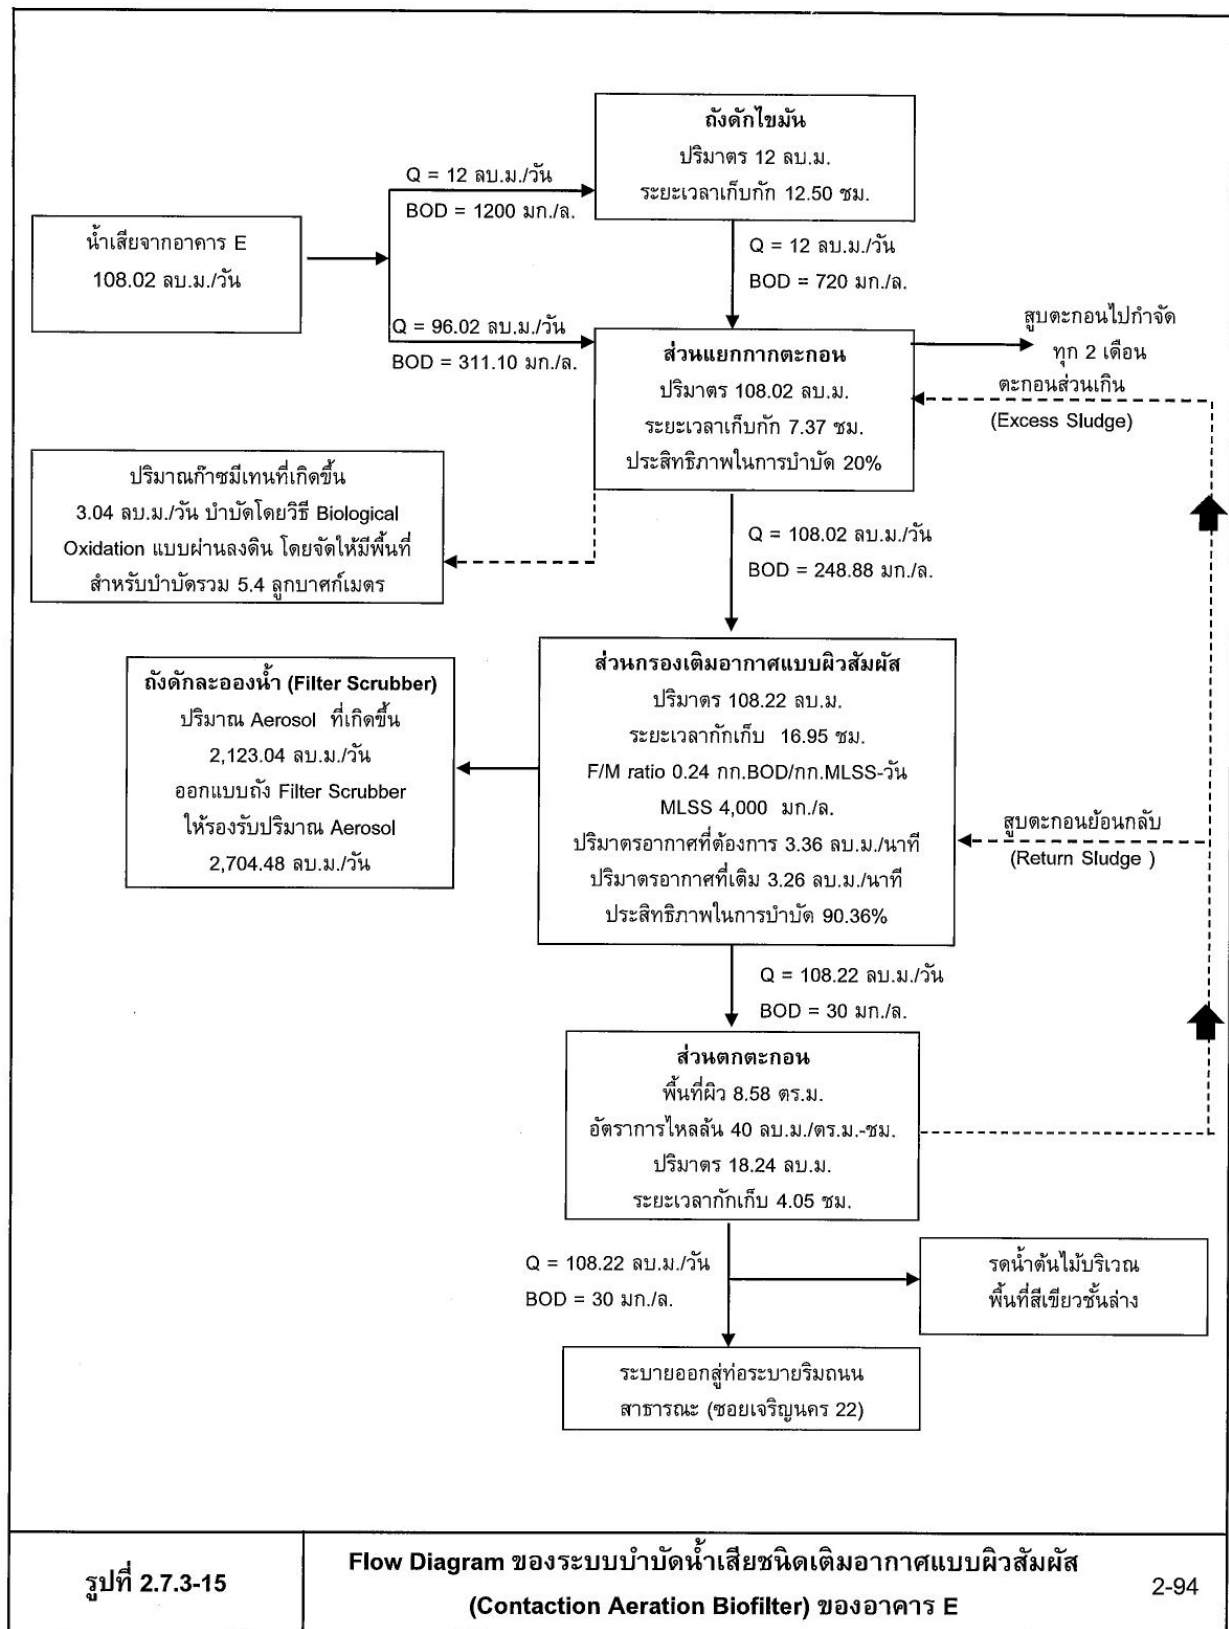 ถังดักไขมัน
ปริมาตร 12 ลบ.ม.
ระยะเวลาเก็บกัก 12.50 ชม.
Q = 12 ลบ.ม./วัน
BOD = 1200 มก./ล.
น้ำเสียจากอาคาร E
108.02 ลบ.ม./วัน
Q = 12 ลบ.ม./วัน
BOD = 720 มก./ล.
Q = 96.02 ลบ.ม./วัน
BOD = 311.10 มก./ล.
ส่วนแยกกากตะกอน
ปริมาตร 108.02 ลบ.ม.
ระยะเวลาเก็บกัก 7.37 ชม.
ประสิทธิภาพในการบำบัด 20%
สูบตะกอนไปกำจัด
ทุก 2 เดือน
ตะกอนส่วนเกิน
(Excess Sludge)
ปริมาณก๊าซมีเทนที่เกิดขึ้น
3.04 ลบ.ม./วัน บำบัดโดยวิธี Biological
Oxidation แบบผ่านลงดิน โดยจัดให้มีพื้นที่
สำหรับบำบัดรวม 5.4 ลูกบาศก์เมตร
Q = 108.02 ลบ.ม./วัน
BOD = 248.88 มก./ล.
ส่วนกรองเติมอากาศแบบผิวสัมผัส
ปริมาตร 108.22 ลบ.ม.
ระยะเวลากักเก็บ 16.95 ชม.
F/M ratio 0.24 กก.BOD/กก.MLSS-วัน
MLSS 4,000 มก./ล.
ปริมาตรอากาศที่ต้องการ 3.36 ลบ.ม./นาที
ปริมาตรอากาศที่เติม 3.26 ลบ.ม./นาที
ประสิทธิภาพในการบำบัด 90.36%
ถังดักละอองน้ำ (Filter Scrubber)
ปริมาณ Aerosol ที่เกิดขึ้น
2,123.04 ลบ.ม./วัน
ออกแบบถัง Filter Scrubber
ให้รองรับปริมาณ Aerosol
2,704.48 ลบ.ม./วัน
สูบตะกอนย้อนกลับ
(Return Sludge )
Q = 108.22 ลบ.ม./วัน
BOD = 30 มก./ล.
ส่วนตกตะกอน
พื้นที่ผิว 8.58 ตร.ม.
อัตราการไหลล้น 40 ลบ.ม./ตร.ม.-ชม.
ปริมาตร 18.24 ลบ.ม.
ระยะเวลากักเก็บ 4.05 ชม.
Q = 108.22 ลบ.ม./วัน
BOD = 30 มก./ล.
รดน้ำต้นไม้บริเวณ
พื้นที่สีเขียวชั้นล่าง
ระบายออกสู่ท่อระบายริมถนน
สาธารณะ (ซอยเจริญนคร 22)
รูปที่ 2.7.3-15
Flow Diagram ของระบบบำบัดน้ำเสียชนิดเติมอากาศแบบผิวสัมผัส
(Contaction Aeration Biofilter) ของอาคาร E
2-94